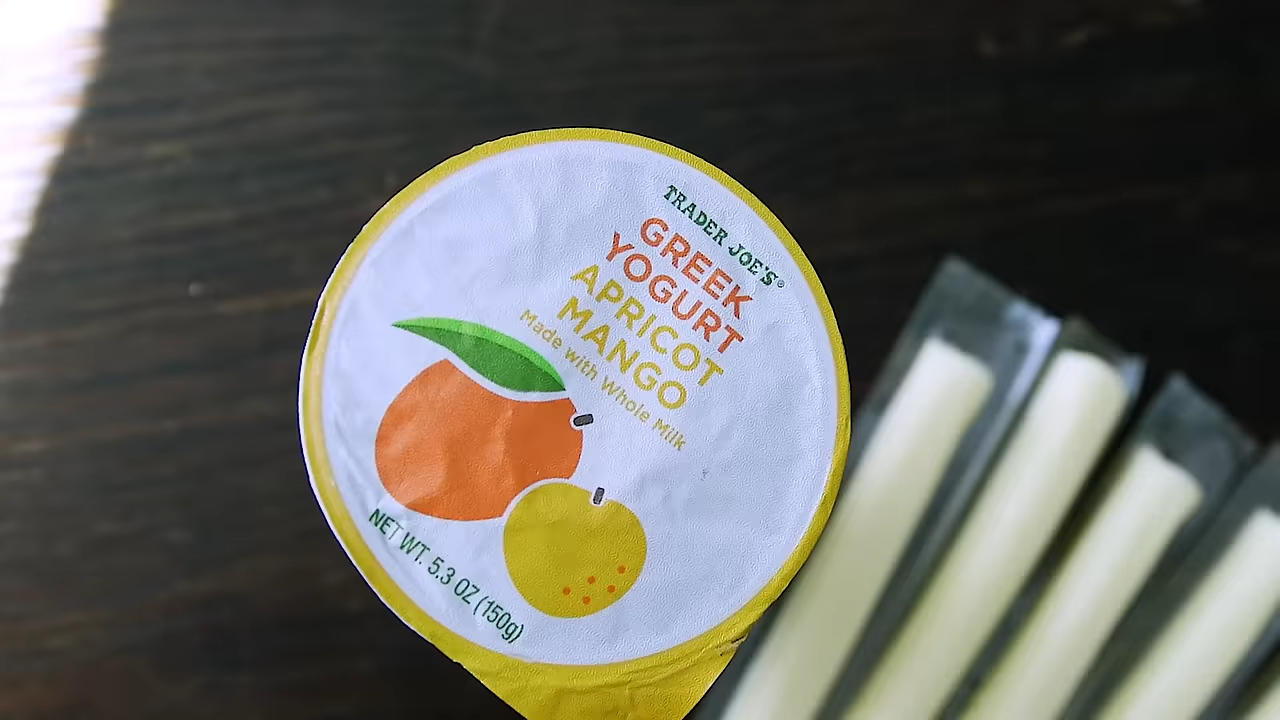 TRADER JOE'S®
GREEK
YOGURT
APRICOT
MANGO
Made with Whole Milk
NET WT. 5.3 OZ (150g)